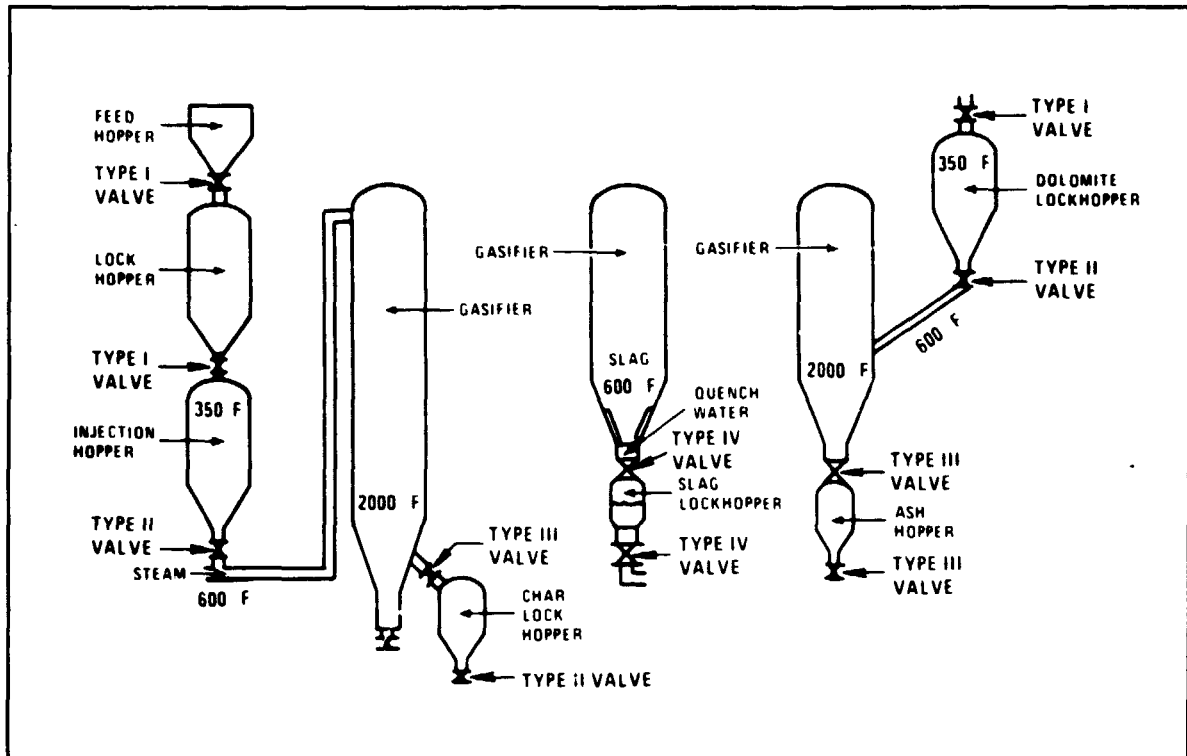 FEED
HOPPER
TYPE I
VALVE
LOCK
HOPPER
TYPE I
VALVE
350 F
INJECTION
HOPPER
TYPE II
VALVE
STEAM
600 F
GASIFIER
2000 F
TYPE III
VALVE
CHAR
LOCK
HOPPER
TYPE II VALVE
GASIFIER
SLAG
600 F
QUENCH
WATER
TYPE IV
VALVE
SLAG
LOCKHOPPER
TYPE IV
VALVE
GASIFIER
2000 F
TYPE III
VALVE
ASH
HOPPER
TYPE III
VALVE
TYPE I
VALVE
350 F
DOLOMITE
LOCKHOPPER
TYPE II
VALVE
600 F